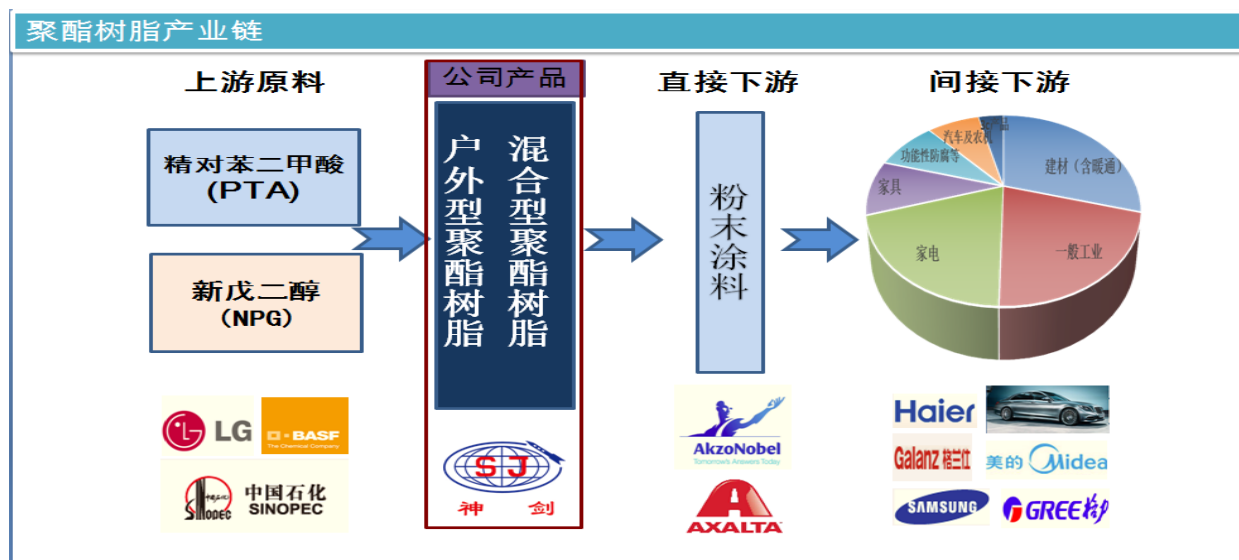 聚酯树脂产业链
上游原料
公司产品
直接下游
间接下游
精对苯二甲酸
(PTA)
新戊二醇
(NPG)
户外型聚酯树脂
混合型聚酯树脂
粉末涂料
汽车及农机
功能性防腐等
家具
家电
建材（含暖通）
一般工业
LG
BASF
The Chemical Company
SINOPEC
中国石化
SINOPEC
SJ
神剑
AkzoNobel
Tomorrow's Answers Today
AXALTA
Haier
Galanz 格兰仕
美的 Midea
SAMSUNG
GREE格力